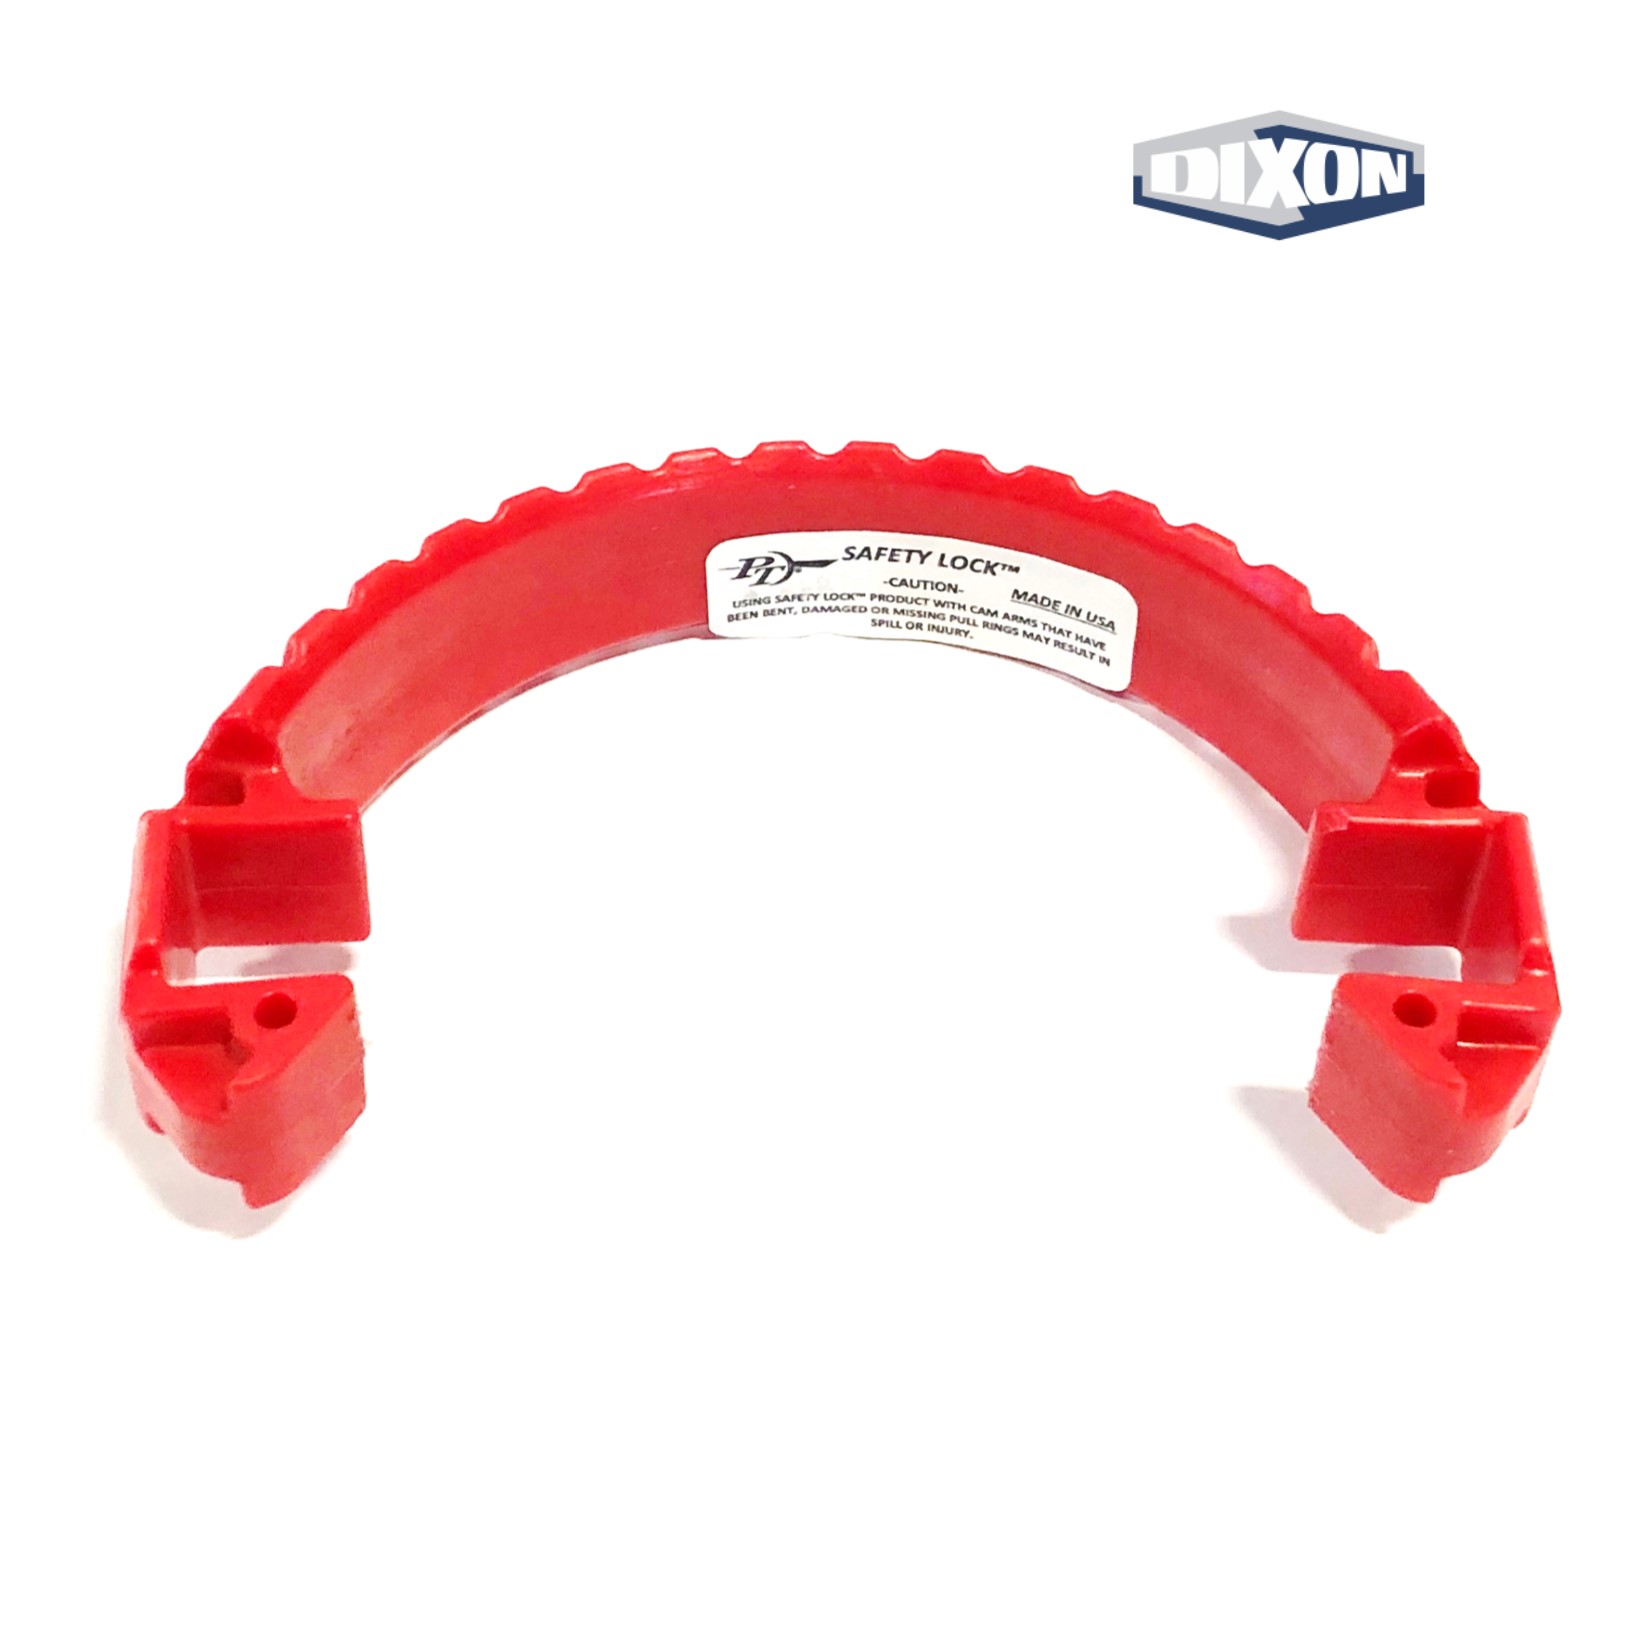 DIXON
PT® SAFETY LOCK™
-CAUTION-
MADE IN USA
USING SAFETY LOCK™ PRODUCT WITH CAM ARMS THAT HAVE
BEEN BENT, DAMAGED OR MISSING PULL RINGS MAY RESULT IN
SPILL OR INJURY.